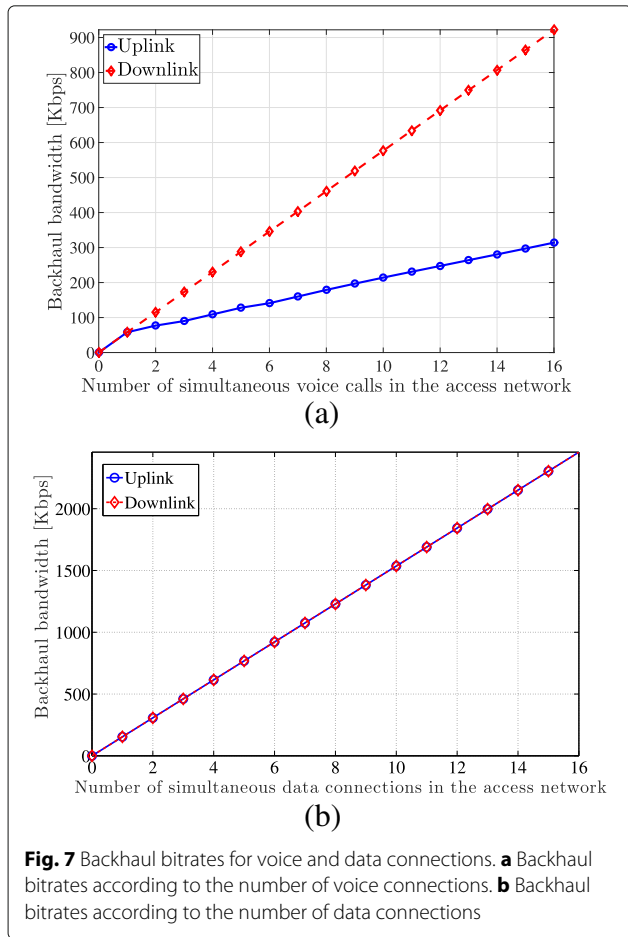 900
800
700
600
500
400
300
200
100
0
Backhaul bandwidth [Kbps]
Uplink
Downlink
0 2 4 6 8 10 12 14 16
Number of simultaneous voice calls in the access network
(a)
2000
1500
1000
500
0
Backhaul bandwidth [Kbps]
Uplink
Downlink
0 2 4 6 8 10 12 14 16
Number of simultaneous data connections in the access network
(b)
Fig. 7 Backhaul bitrates for voice and data connections. a Backhaul
bitrates according to the number of voice connections. b Backhaul
bitrates according to the number of data connections